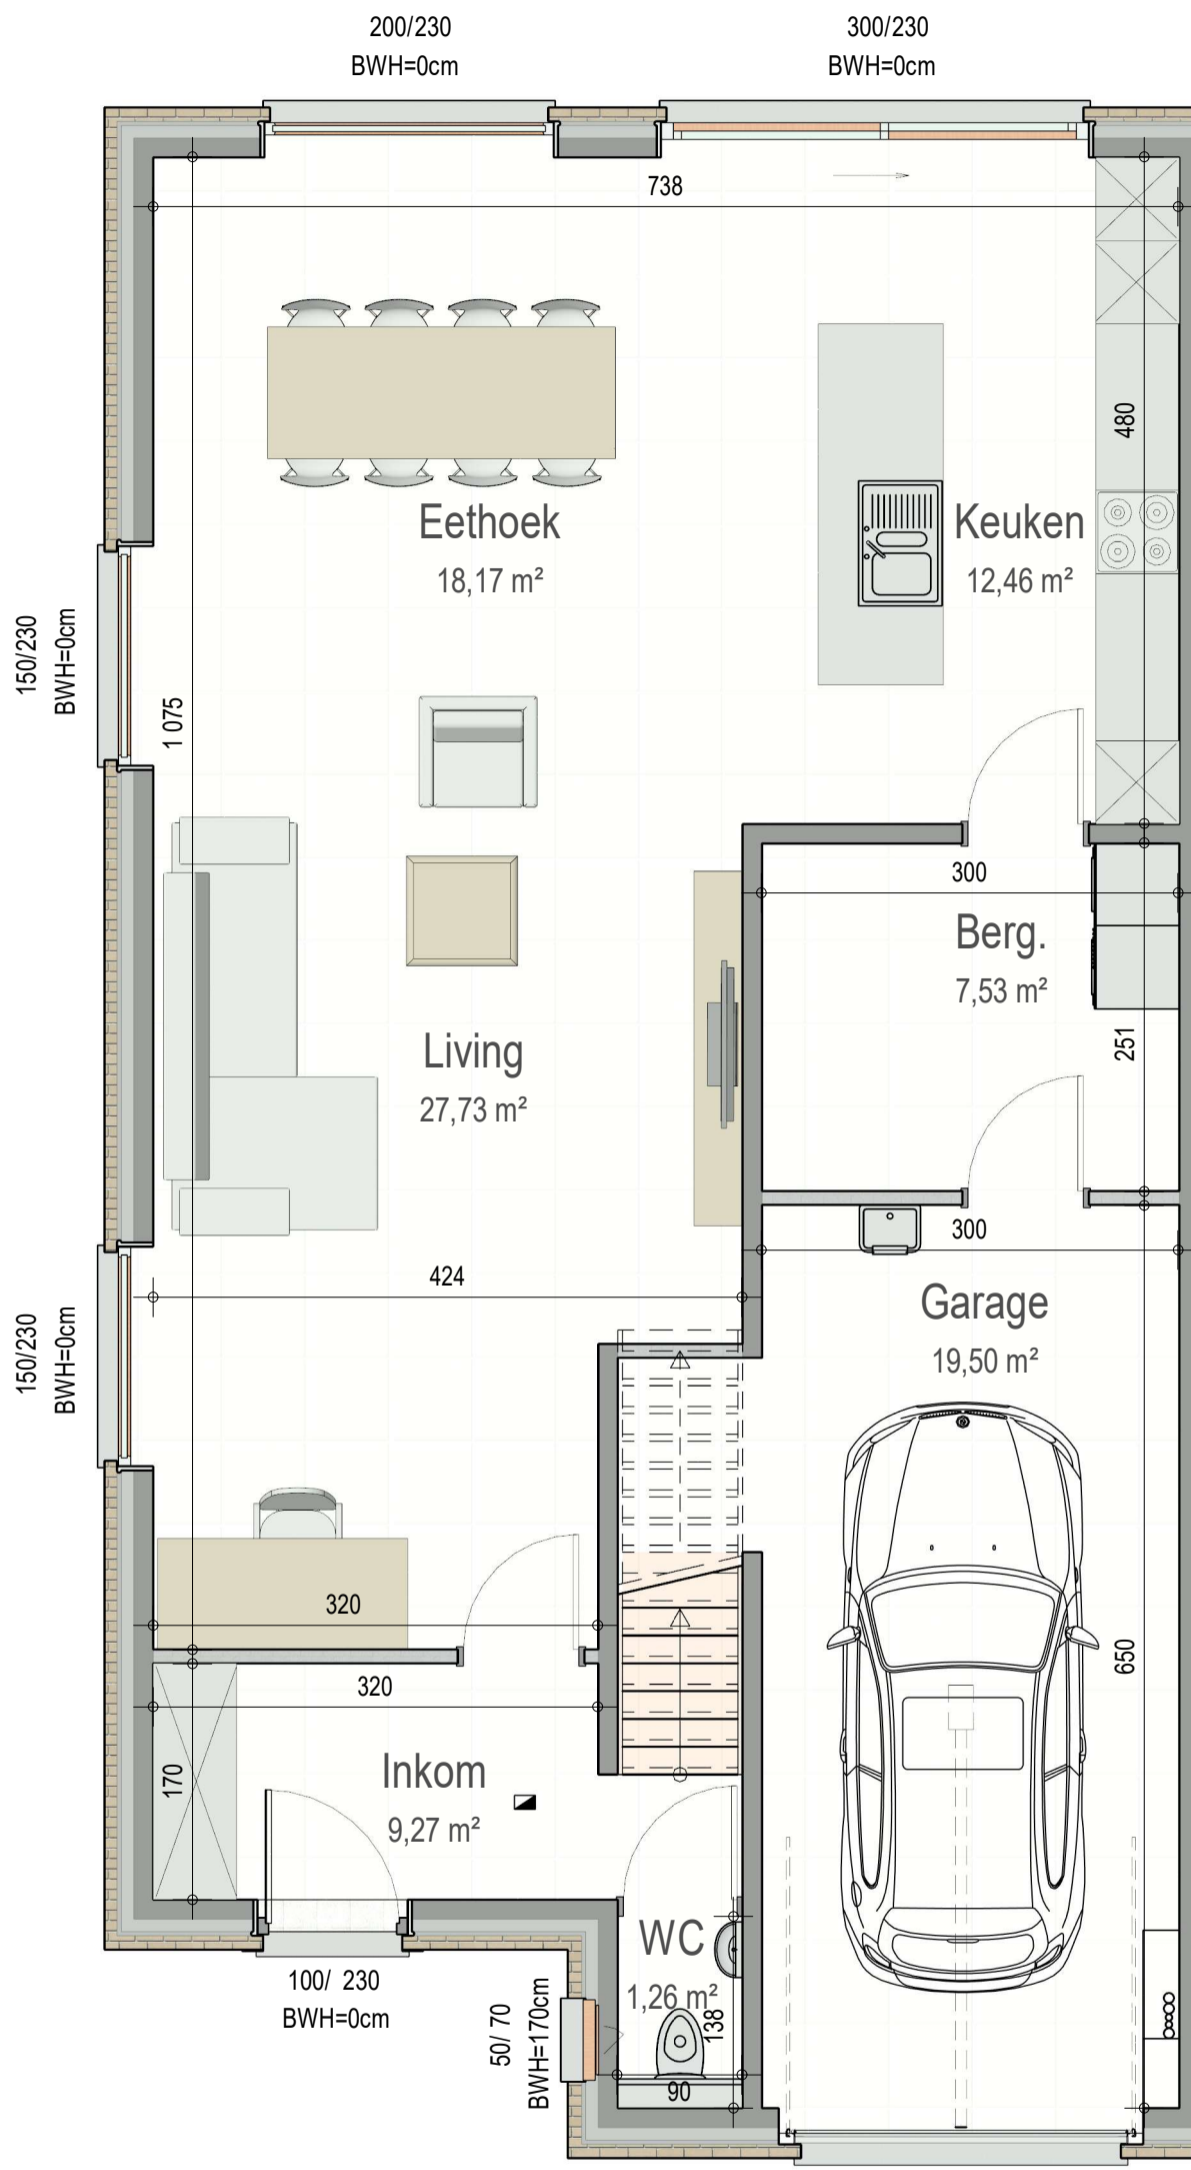 200/230
BWH=0cm
300/230
BWH=0cm
738
480
Eethoek
18,17 m²
Keuken
12,46 m²
150/230
BWH=0cm
1 075
300
Berg.
7,53 m²
251
Living
27,73 m²
300
424
Garage
19,50 m²
150/230
BWH=0cm
320
650
320
170
Inkom
9,27 m²
WC
1,26 m²
138
100/ 230
BWH=0cm
50/ 70
BWH=170cm
90